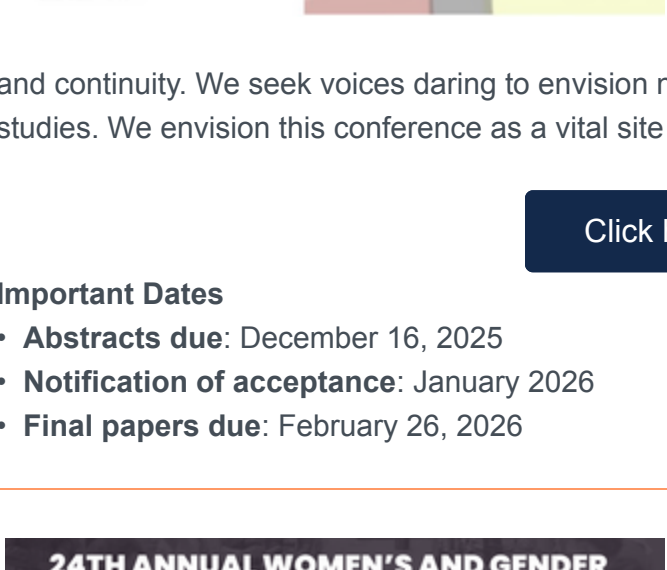 and continuity. We seek voices daring to envision
studies. We envision this conference as a vital site
Click
Important Dates
• Abstracts due: December 16, 2025
• Notification of acceptance: January 2026
• Final papers due: February 26, 2026
24TH ANNUAL WOMEN'S AND GENDER